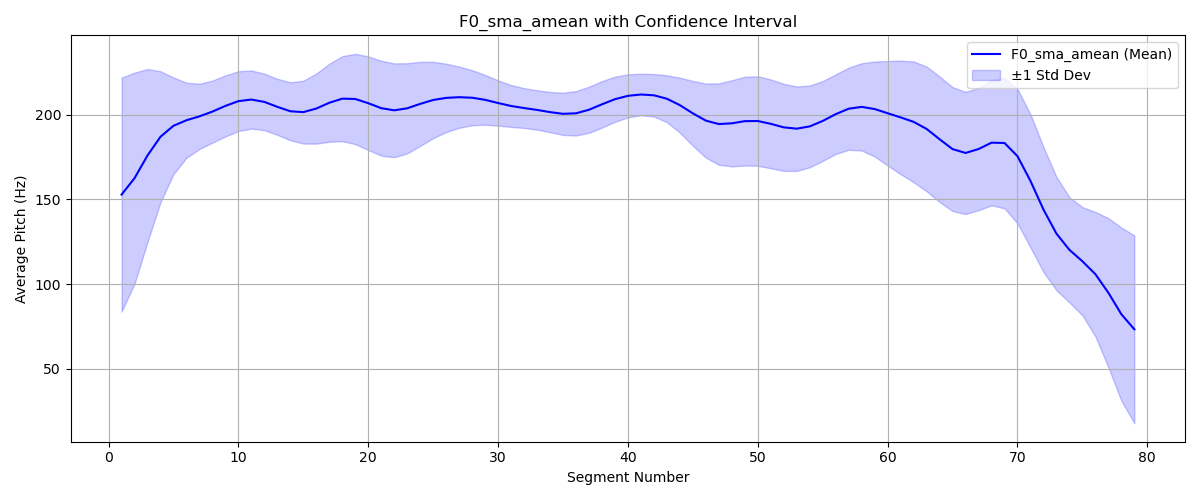 F0_sma_amean with Confidence Interval
F0_sma_amean (Mean)
±1 Std Dev
Average Pitch (Hz)
200
150
100
50
0 10 20 30 40 50 60 70 80
Segment Number